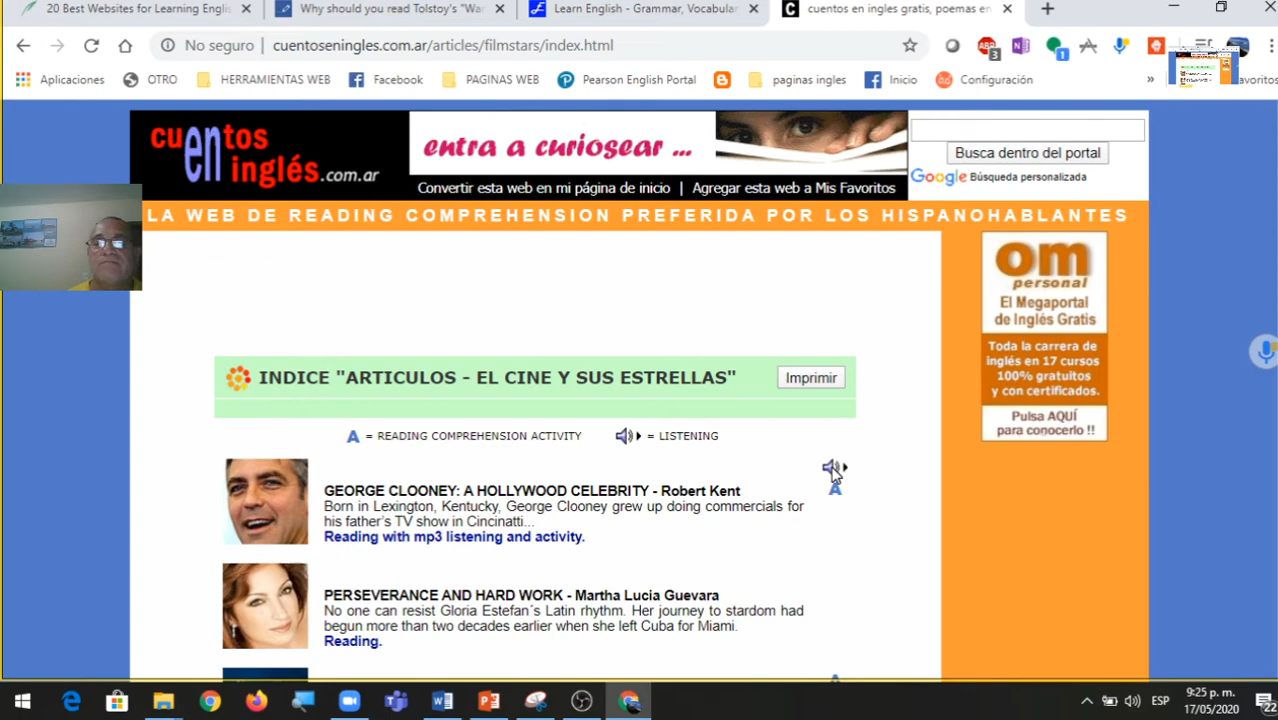 20 Best Websites for Learning Englis
Why should you read Tolstoy's "War
Learn English - Grammar, Vocabular
cuentos en ingles gratis, poemas en
No seguro | cuentoseningles.com.ar/articles/filmstars/index.html
3
1
Aplicaciones OTRO HERRAMIENTAS WEB Facebook PAGINAS WEB Pearson English Portal paginas ingles Inicio Configuración » avoritos
cuentos
en inglés.com.ar
entra a curiosear ...
Busca dentro del portal
Google Búsqueda personalizada
Convertir esta web en mi página de inicio | Agregar esta web a Mis Favoritos
LA WEB DE READING COMPREHENSION PREFERIDA POR LOS HISPANOHABLANTES
om
personal
El Megaportal
de Inglés Gratis
Toda la carrera de
inglés en 17 cursos
100% gratuitos
y con certificados.
Pulsa AQUÍ
para conocerlo !!
INDICE "ARTICULOS - EL CINE Y SUS ESTRELLAS" Imprimir
A = READING COMPREHENSION ACTIVITY = LISTENING
A
GEORGE CLOONEY: A HOLLYWOOD CELEBRITY - Robert Kent
Born in Lexington, Kentucky, George Clooney grew up doing commercials for
his father's TV show in Cincinatti...
Reading with mp3 listening and activity.
PERSEVERANCE AND HARD WORK - Martha Lucia Guevara
No one can resist Gloria Estefan´s Latin rhythm. Her journey to stardom had
begun more than two decades earlier when she left Cuba for Miami.
Reading.
ESP
9:25 p. m.
17/05/2020
22